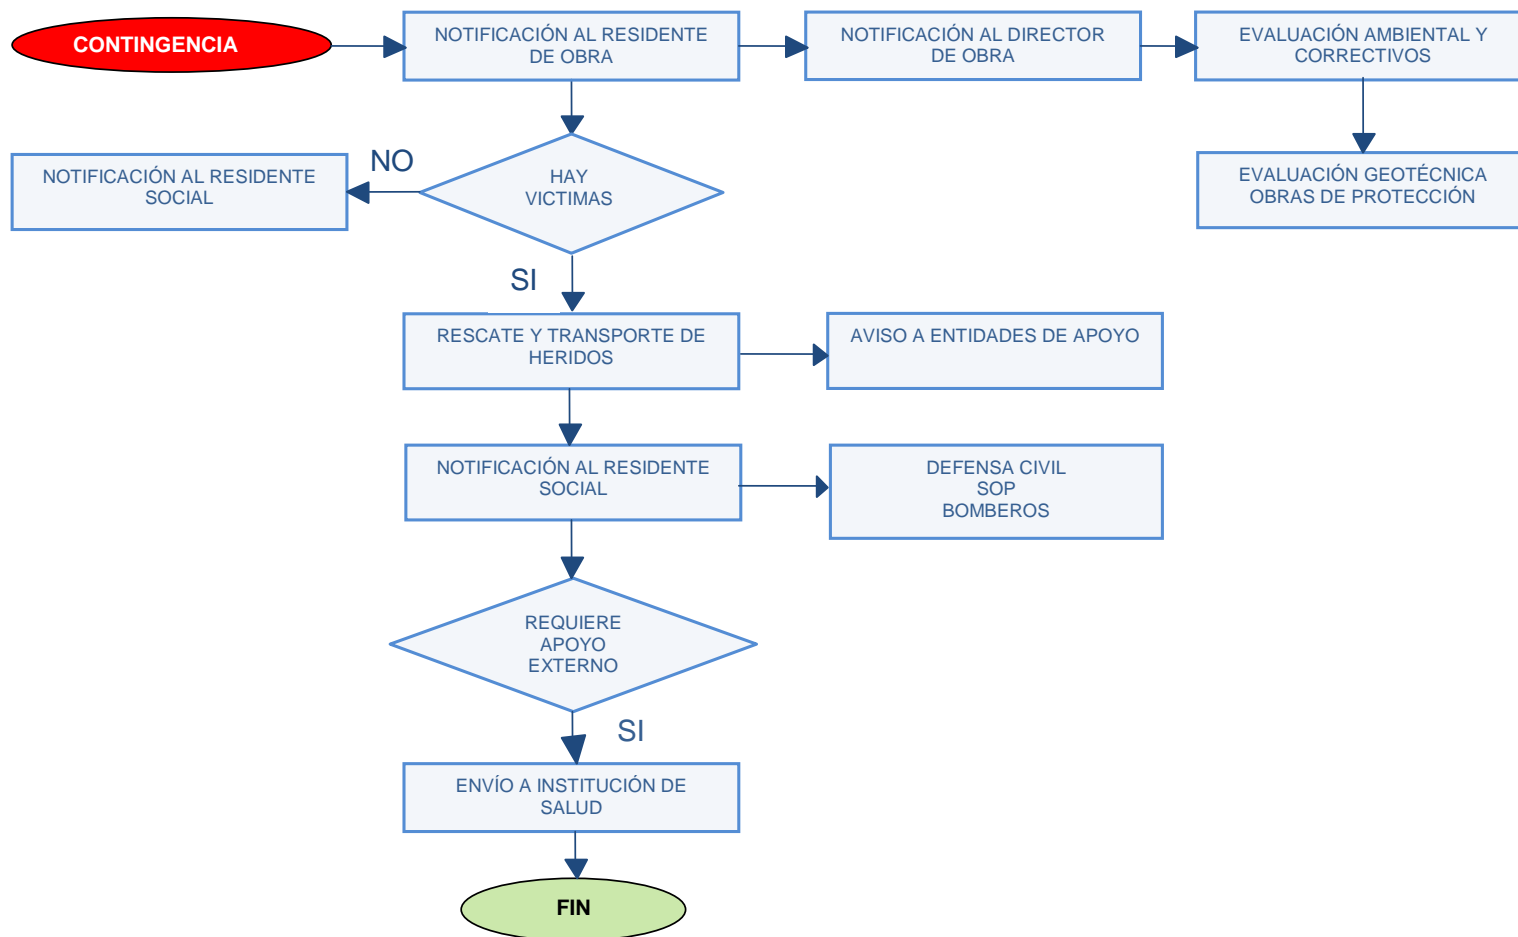 CONTINGENCIA
NOTIFICACIÓN AL RESIDENTE
DE OBRA
NOTIFICACIÓN AL DIRECTOR
DE OBRA
EVALUACIÓN AMBIENTAL Y
CORRECTIVOS
NO
NOTIFICACIÓN AL RESIDENTE
SOCIAL
HAY
VICTIMAS
EVALUACIÓN GEOTÉCNICA
OBRAS DE PROTECCIÓN
SI
RESCATE Y TRANSPORTE DE
HERIDOS
AVISO A ENTIDADES DE APOYO
NOTIFICACIÓN AL RESIDENTE
SOCIAL
DEFENSA CIVIL
SOP
BOMBEROS
REQUIERE
APOYO
EXTERNO
SI
ENVÍO A INSTITUCIÓN DE
SALUD
FIN